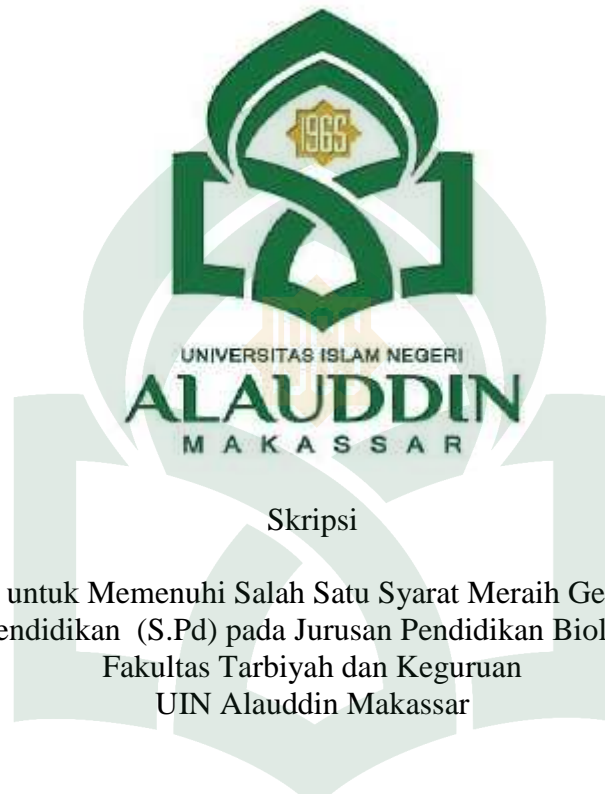 1965
UNIVERSITAS ISLAM NEGERI
ALAUDDIN
MAKASSAR
Skripsi
untuk Memenuhi Salah Satu Syarat Meraih Ge
endidikan (S.Pd) pada Jurusan Pendidikan Biol
Fakultas Tarbiyah dan Keguruan
UIN Alauddin Makassar